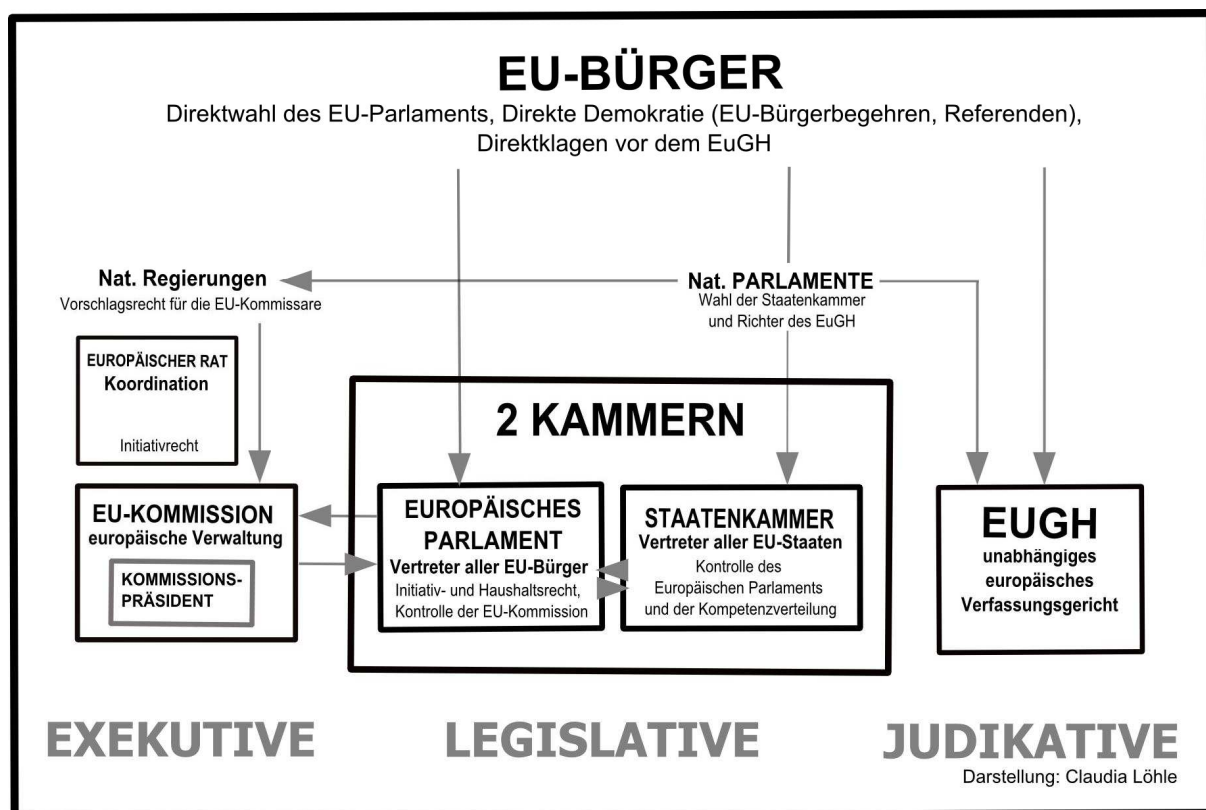 EU-BÜRGER
Direktwahl des EU-Parlaments, Direkte Demokratie (EU-Bürgerbegehren, Referenden),
Direktklagen vor dem EuGH
Nat. Regierungen
Vorschlagsrecht für die EU-Kommissare
Nat. PARLAMENTE
Wahl der Staatenkammer
und Richter des EuGH
EUROPÄISCHER RAT
Koordination
Initiativrecht
2 KAMMERN
EU-KOMMISSION
europäische Verwaltung
KOMMISSIONS-
PRÄSIDENT
EUROPÄISCHES
PARLAMENT
Vertreter aller EU-Bürger
Initiativ- und Haushaltsrecht,
Kontrolle der EU-Kommission
STAATENKAMMER
Vertreter aller EU-Staaten
Kontrolle des
Europäischen Parlaments
und der Kompetenzverteilung
EUGH
unabhängiges
europäisches
Verfassungsgericht
EXEKUTIVE
LEGISLATIVE
JUDIKATIVE
Darstellung: Claudia Löhle